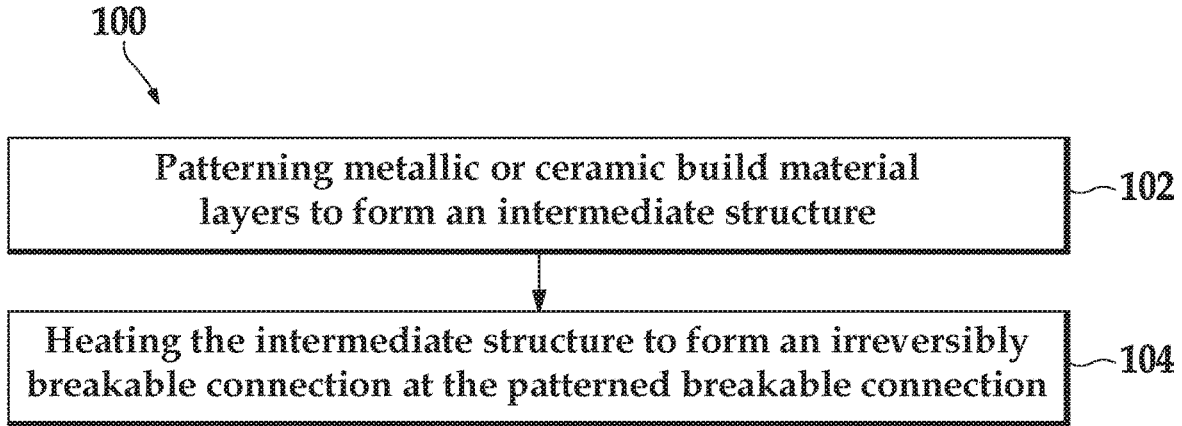 100
Patterning metallic or ceramic build material
layers to form an intermediate structure
102
Heating the intermediate structure to form an irreversibly
breakable connection at the patterned breakable connection
104